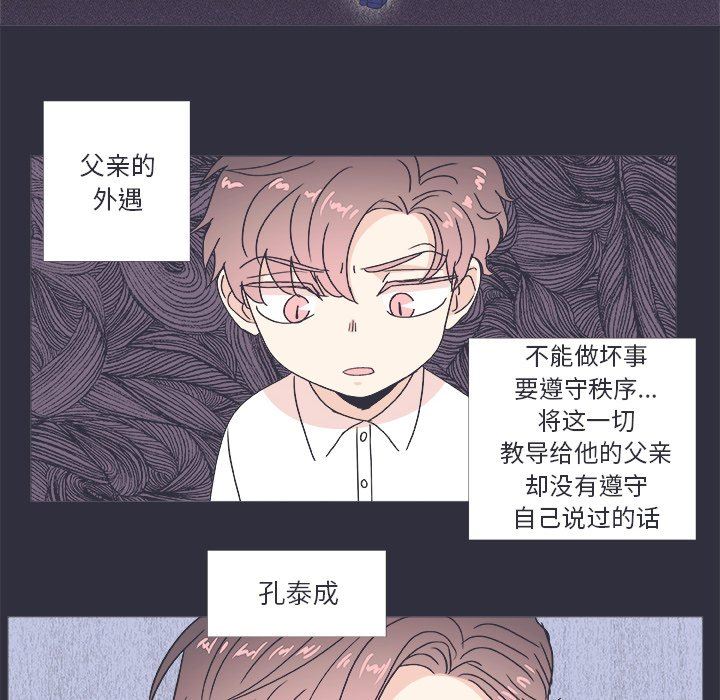 父亲的
外遇
不能做坏事
要遵守秩序...
将这一切
教导给他的父亲
却没有遵守
自己说过的话
孔泰成